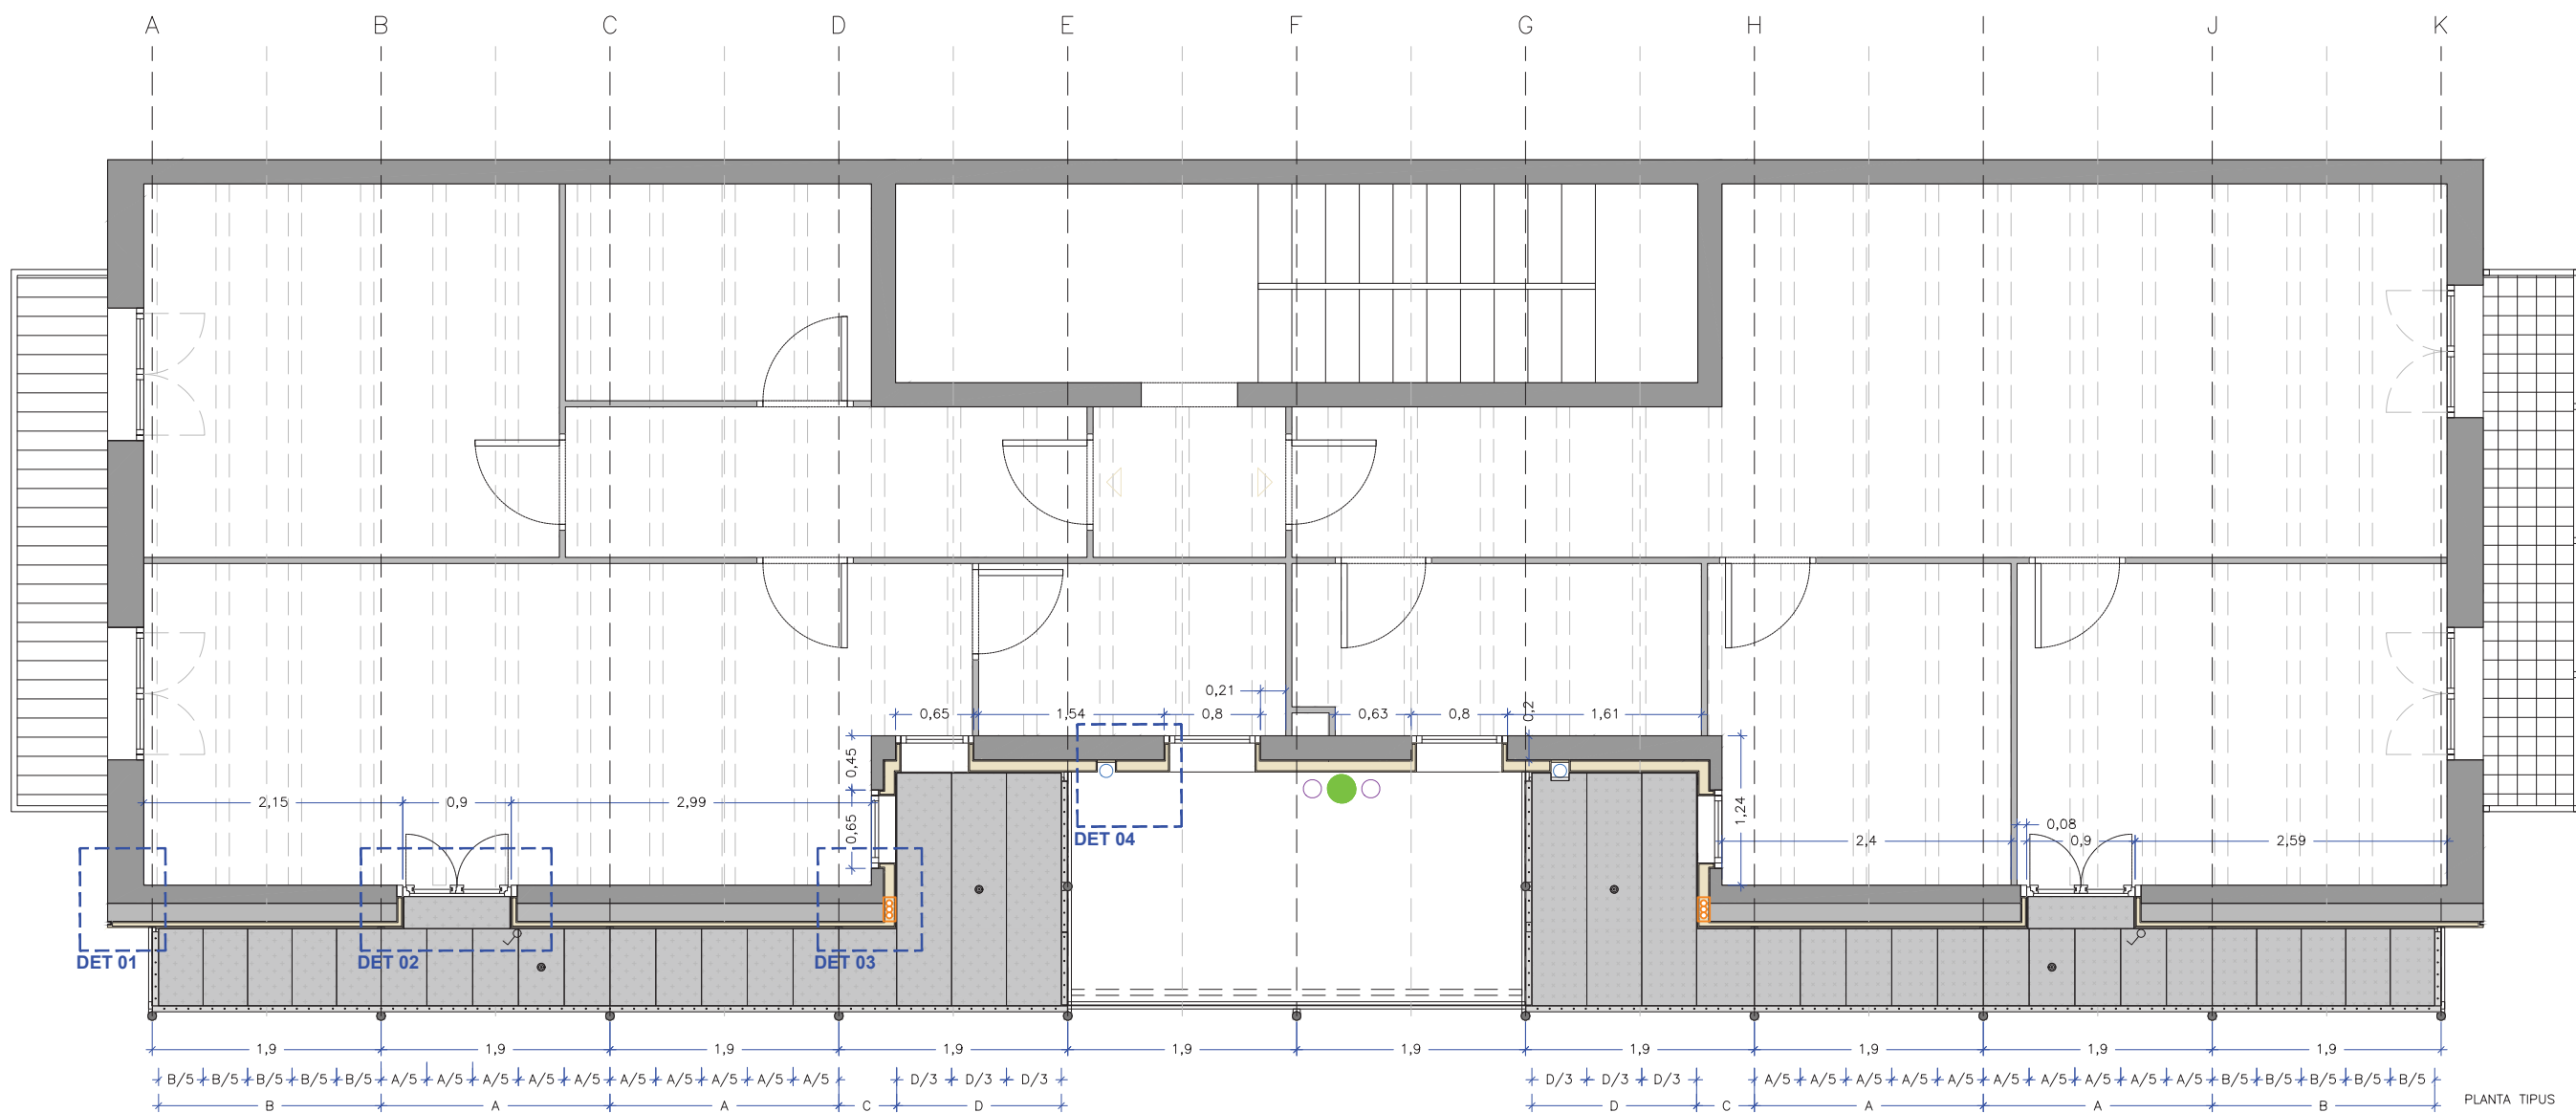 A B C D E F G H I J K
0,21
0,65 1,54 0,8 0,63 0,8 0,2 1,61
0,45
2,15 0,9 2,99 1,24
0,65 0,08
DET 04 2,4 0,9 2,59
DET 01 DET 02 DET 03
1,9 1,9 1,9 1,9 1,9 1,9 1,9 1,9 1,9 1,9
B/5 B/5 B/5 B/5 B/5 A/5 A/5 A/5 A/5 A/5 A/5 A/5 A/5 A/5 A/5 D/3 D/3 D/3 D/3 D/3 D/3 A/5 A/5 A/5 A/5 A/5 A/5 A/5 A/5 A/5 A/5 B/5 B/5 B/5 B/5 B/5
PLANTA TIPUS
B A A C D D C A A B